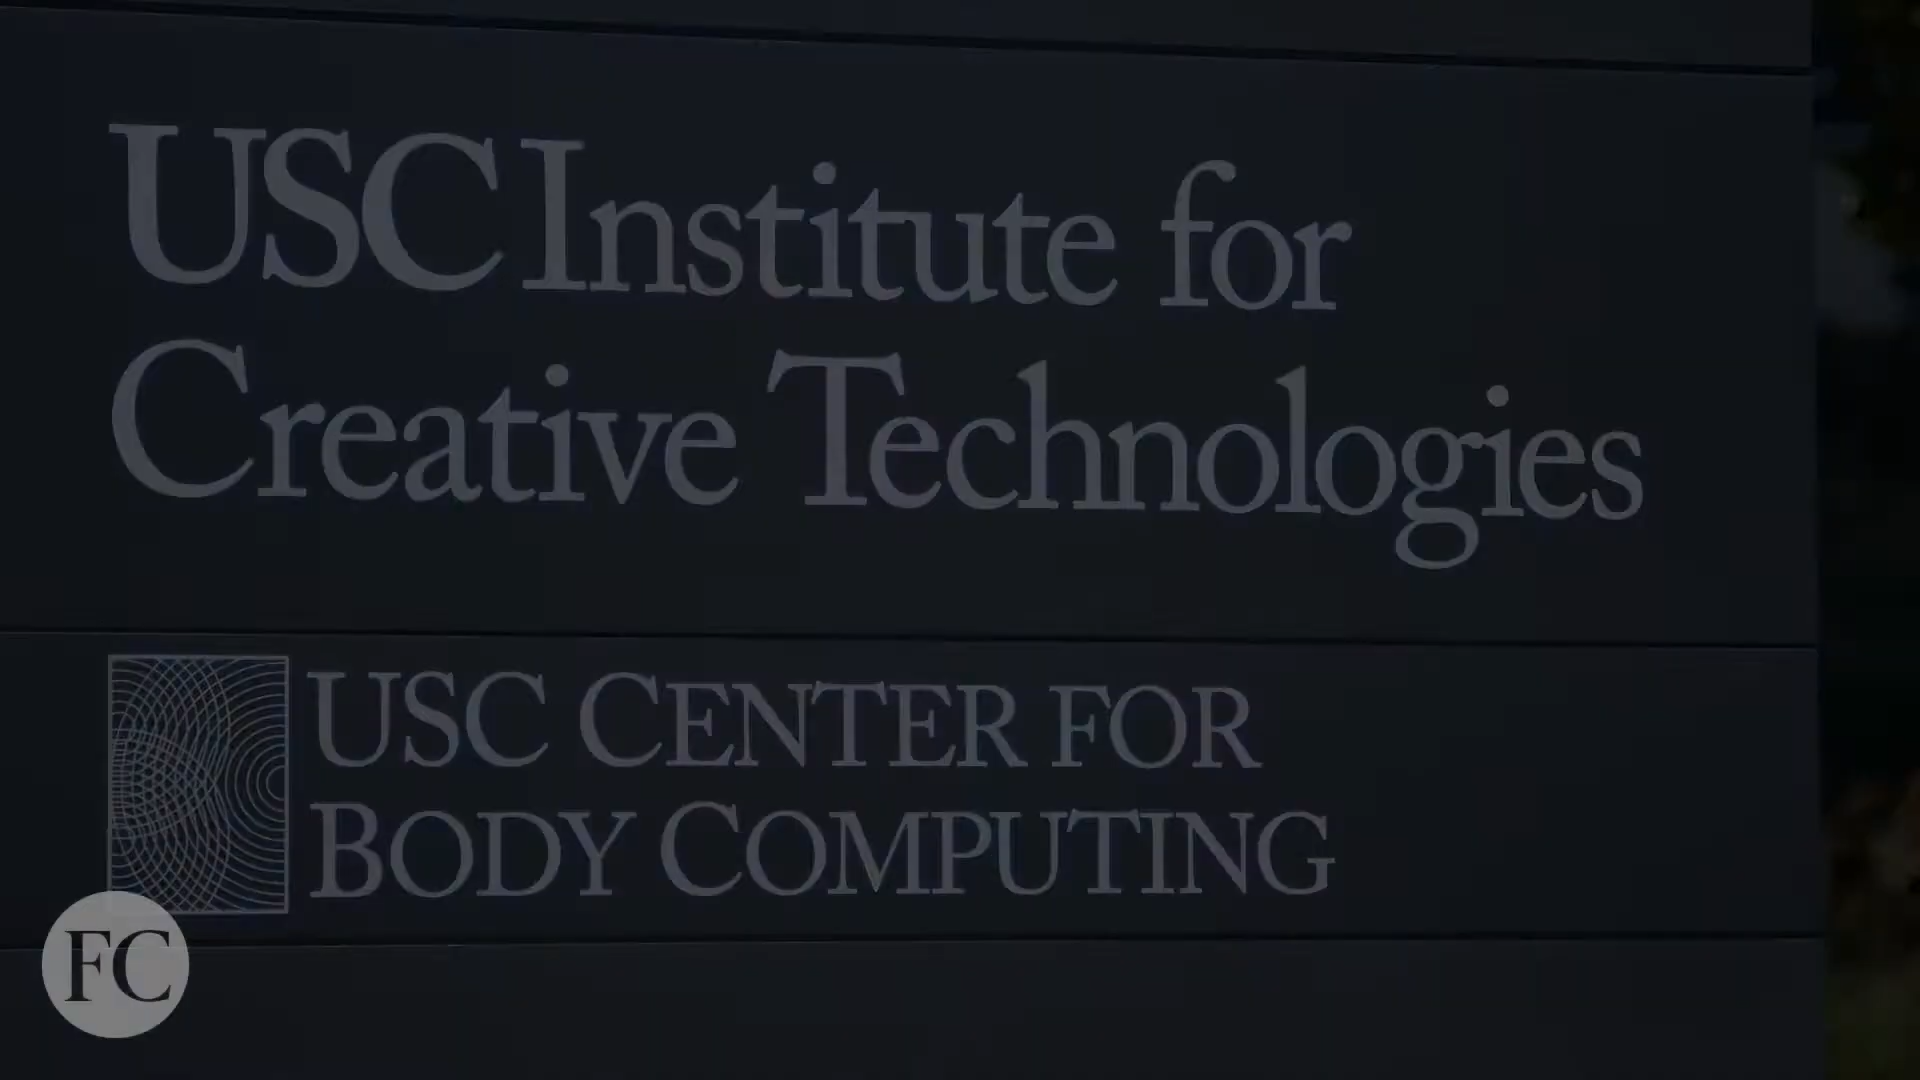 USC Institute for
Creative Technologies
USC CENTER FOR
BODY COMPUTING
FC